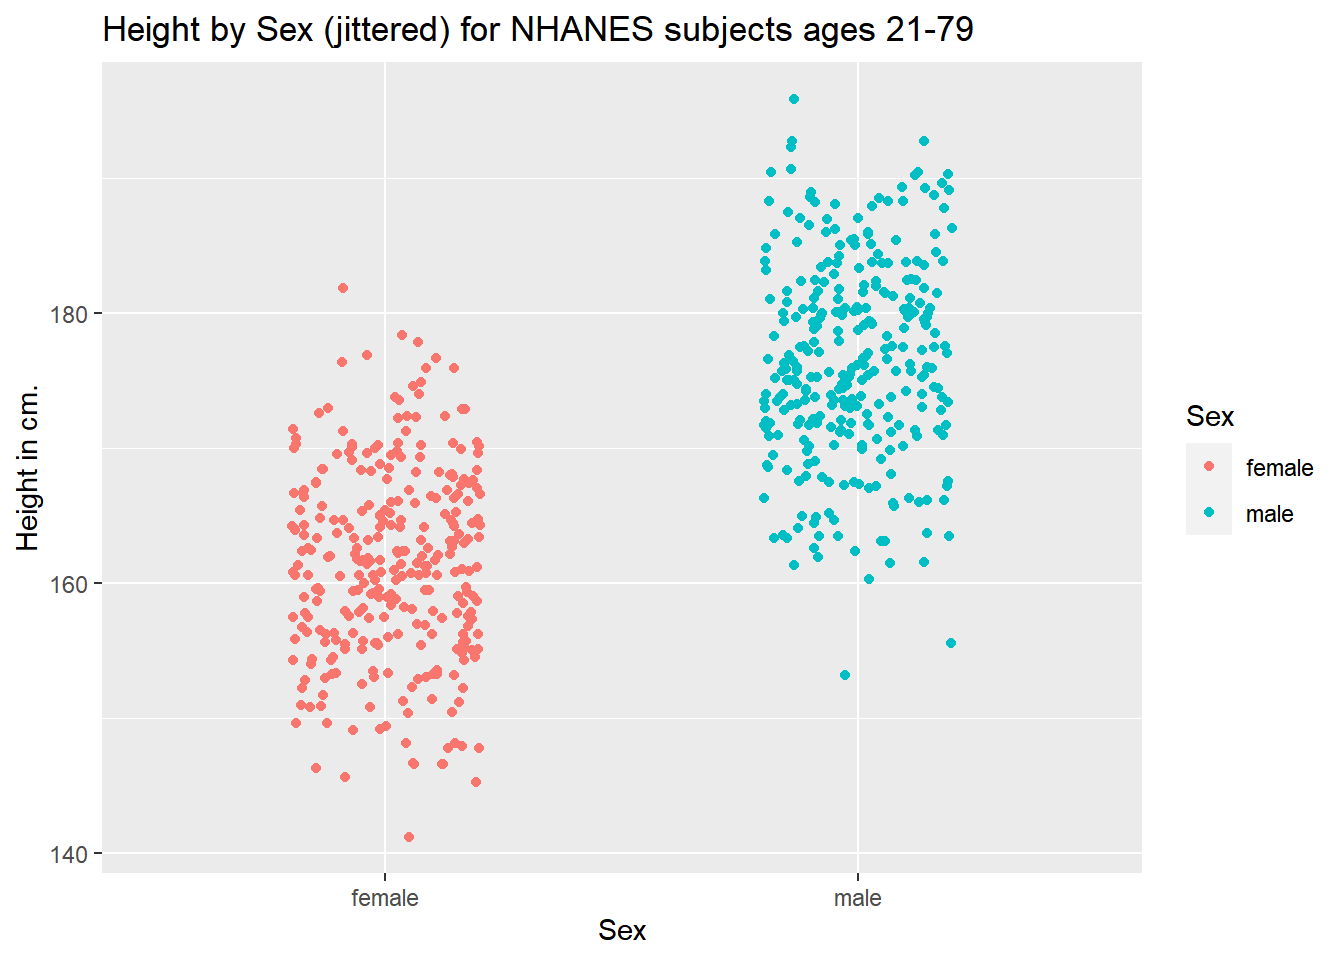 Height by Sex (jittered) for NHANES subjects ages 21-79
Height in cm.
180
160
140
female
male
Sex
Sex
female
male